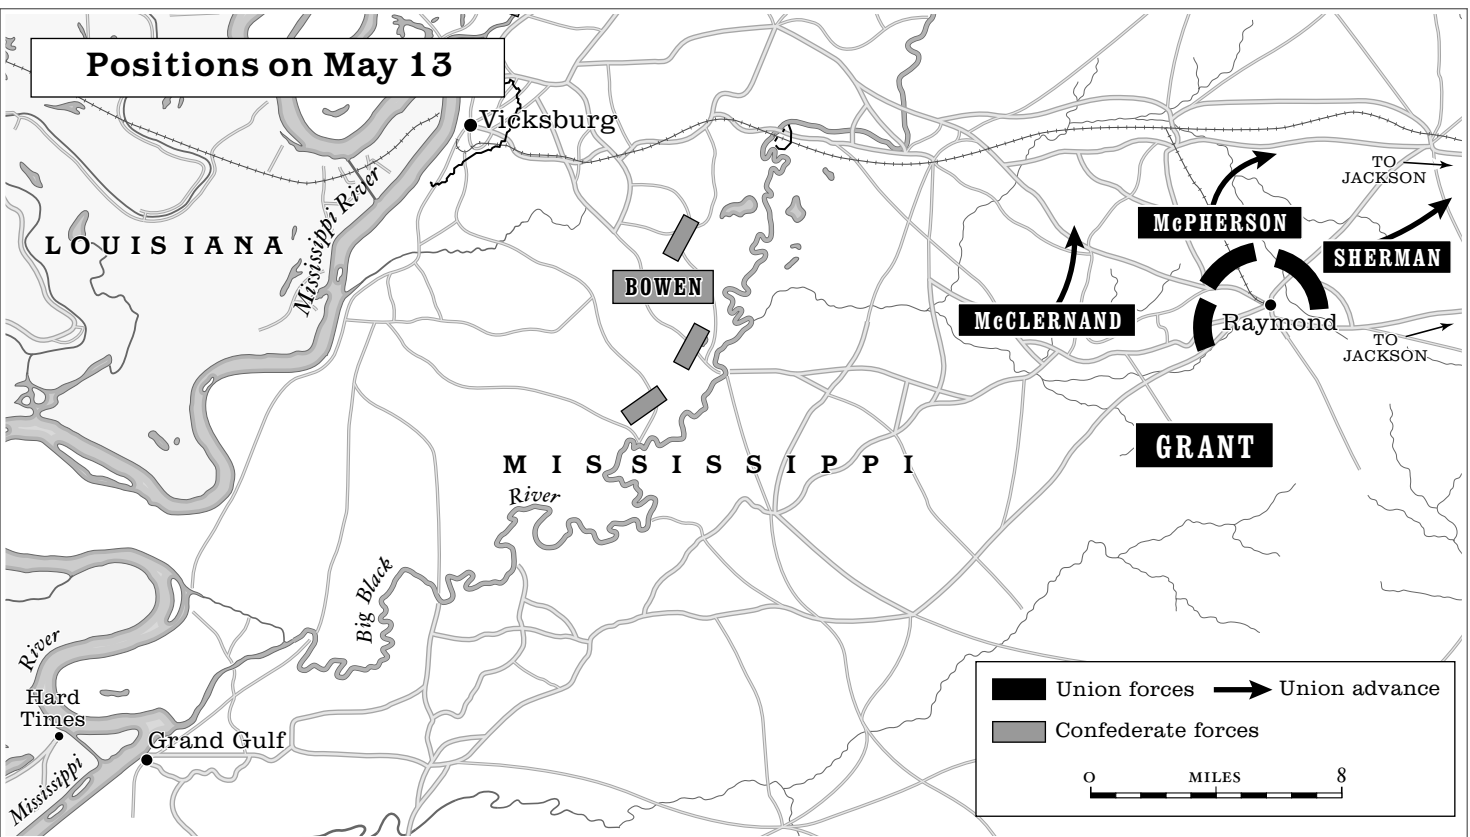 Positions on May 13
Vicksburg
TO
JACKSON
Mississippi River
McPHERSON
LOUISIANA
SHERMAN
BOWEN
McCLERNAND
Raymond
TO
JACKSON
GRANT
MISSISSIPPI
River
Big Black
River
Hard
Times
Grand Gulf
Mississippi
Union forces
Union advance
Confederate forces
0 MILES 8